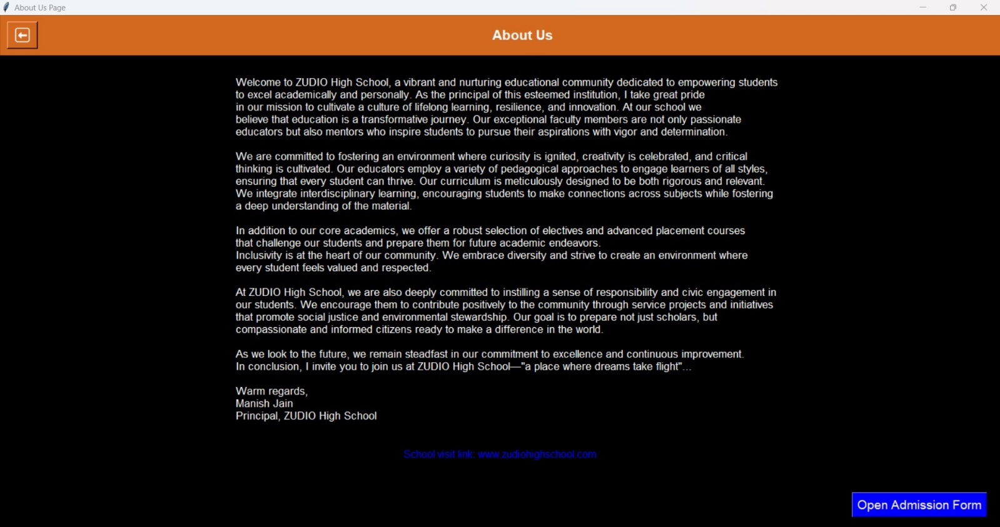 About Us Page
About Us
Welcome to ZUDIO High School, a vibrant and nurturing educational community dedicated to empowering students
to excel academically and personally. As the principal of this esteemed institution, I take great pride
in our mission to cultivate a culture of lifelong learning, resilience, and innovation. At our school we
believe that education is a transformative journey. Our exceptional faculty members are not only passionate
educators but also mentors who inspire students to pursue their aspirations with vigor and determination.
We are committed to fostering an environment where curiosity is ignited, creativity is celebrated, and critical
thinking is cultivated. Our educators employ a variety of pedagogical approaches to engage learners of all styles,
ensuring that every student can thrive. Our curriculum is meticulously designed to be both rigorous and relevant.
We integrate interdisciplinary learning, encouraging students to make connections across subjects while fostering
a deep understanding of the material.
In addition to our core academics, we offer a robust selection of electives and advanced placement courses
that challenge our students and prepare them for future academic endeavors.
Inclusivity is at the heart of our community. We embrace diversity and strive to create an environment where
every student feels valued and respected.
At ZUDIO High School, we are also deeply committed to instilling a sense of responsibility and civic engagement in
our students. We encourage them to contribute positively to the community through service projects and initiatives
that promote social justice and environmental stewardship. Our goal is to prepare not just scholars, but
compassionate and informed citizens ready to make a difference in the world.
As we look to the future, we remain steadfast in our commitment to excellence and continuous improvement.
In conclusion, I invite you to join us at ZUDIO High School—"a place where dreams take flight"...
Warm regards,
Manish Jain
Principal, ZUDIO High School
School visit link: www.zudiohighschool.com
Open Admission Form